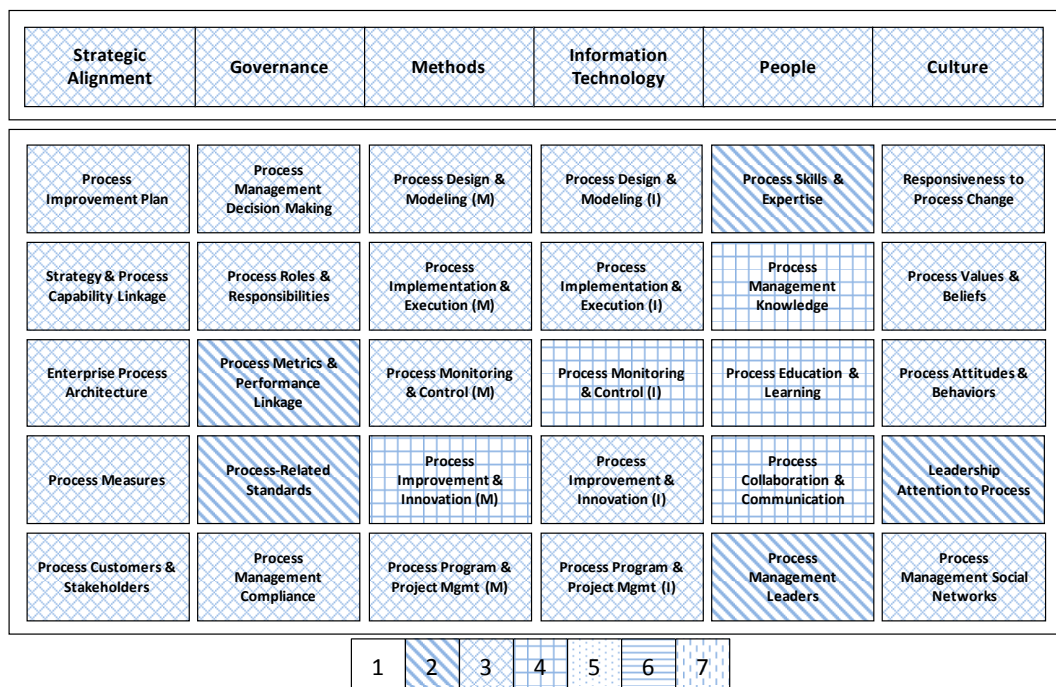 Strategic
Alignment
Governance
Methods
Information
Technology
People
Culture
Process
Improvement Plan
Process
Management
Decision Making
Process Design &
Modeling (M)
Process Design &
Modeling (I)
Process Skills &
Expertise
Responsiveness to
Process Change
Strategy & Process
Capability Linkage
Process Roles &
Responsibilities
Process
Implementation &
Execution (M)
Process
Implementation &
Execution (I)
Process
Management
Knowledge
Process Values &
Beliefs
Enterprise Process
Architecture
Process Metrics &
Performance
Linkage
Process Monitoring
& Control (M)
Process Monitoring
& Control (I)
Process Education &
Learning
Process Attitudes &
Behaviors
Process Measures
Process-Related
Standards
Process
Improvement &
Innovation (M)
Process
Improvement &
Innovation (I)
Process
Collaboration &
Communication
Leadership
Attention to Process
Process Customers &
Stakeholders
Process
Management
Compliance
Process Program &
Project Mgmt (M)
Process Program &
Project Mgmt (I)
Process
Management
Leaders
Process
Management Social
Networks
1 2 3 4 5 6 7